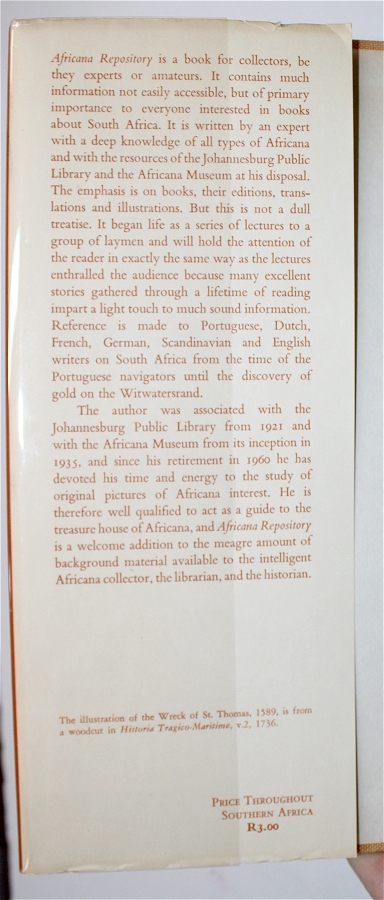 Africana Repository is a book for collectors, be
they experts or amateurs. It contains much
information not easily accessible, but of primary
importance to everyone interested in books
about South Africa. It is written by an expert
with a deep knowledge of all types of Africana
and with the resources of the Johannesburg Public
Library and the Africana Museum at his disposal.
The emphasis is on books, their editions, trans-
lations and illustrations. But this is not a dull
treatise. It began life as a series of lectures to a
group of laymen and will hold the attention of
the reader in exactly the same way as the lectures
enthralled the audience because many excellent
stories gathered through a lifetime of reading
impart a light touch to much sound information.
Reference is made to Portuguese, Dutch,
French, German, Scandinavian and English
writers on South Africa from the time of the
Portuguese navigators until the discovery of
gold on the Witwatersrand.
The author was associated with the
Johannesburg Public Library from 1921 and
with the Africana Museum from its inception in
1935, and since his retirement in 1960 he has
devoted his time and energy to the study of
original pictures of Africana interest. He is
therefore well qualified to act as a guide to the
treasure house of Africana, and Africana Repository
is a welcome addition to the meagre amount of
background material available to the intelligent
Africana collector, the librarian, and the historian.
The illustration of the Wreck of St. Thomas, 1589, is from
a woodcut in Historia Tragico-Maritima, v.2, 1736.
Price Throughout
Southern Africa
R3.00